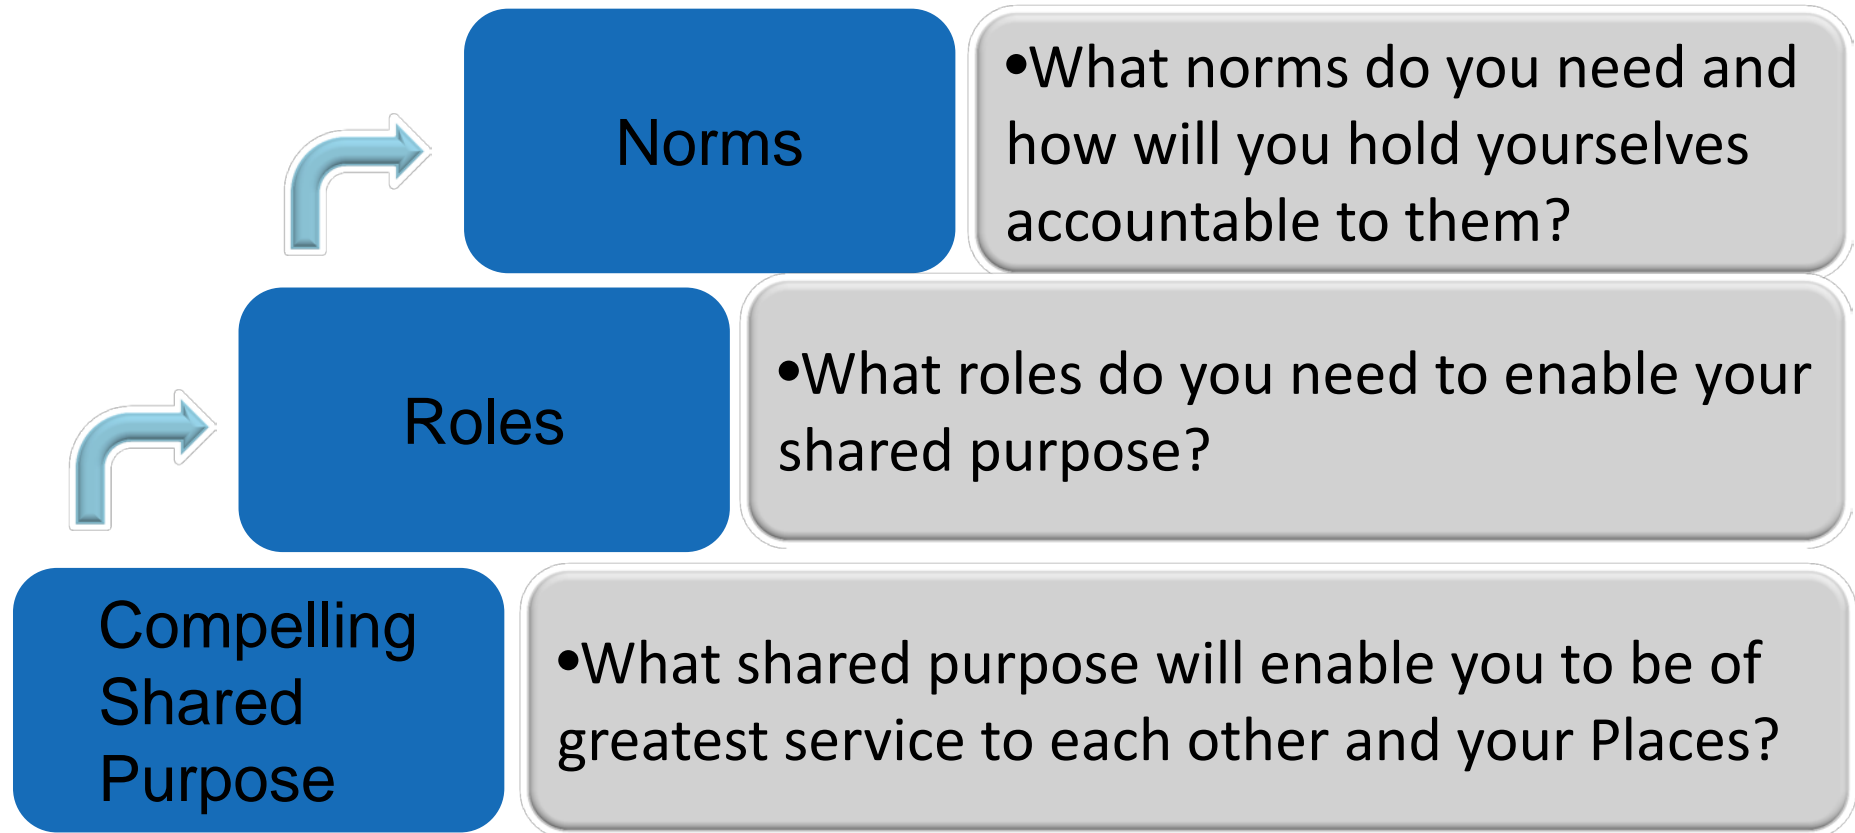 Norms
•What norms do you need and
how will you hold yourselves
accountable to them?
Roles
•What roles do you need to enable your
shared purpose?
Compelling
Shared
Purpose
•What shared purpose will enable you to be of
greatest service to each other and your Places?